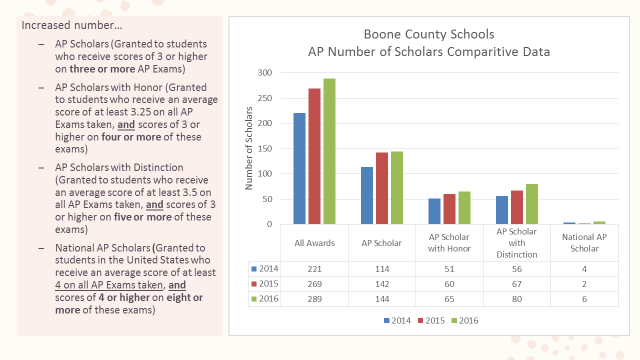 Increased number…
– AP Scholars (Granted to students
who receive scores of 3 or higher
on three or more AP Exams)
– AP Scholars with Honor (Granted
to students who receive an average
score of at least 3.25 on all AP
Exams taken, and scores of 3 or
higher on four or more of these
exams)
– AP Scholars with Distinction
(Granted to students who receive
an average score of at least 3.5 on
all AP Exams taken, and scores of 3
or higher on five or more of these
exams)
– National AP Scholars (Granted to
students in the United States who
receive an average score of at least
4 on all AP Exams taken, and
scores of 4 or higher on eight or
more of these exams)
Boone County Schools
AP Number of Scholars Comparitive Data
Number of Scholars
300
250
200
150
100
50
0
All Awards AP Scholar AP Scholar with Honor AP Scholar with Distinction National AP Scholar
2014 221 114 51 56 4
2015 269 142 60 67 2
2016 289 144 65 80 6
2014 2015 2016